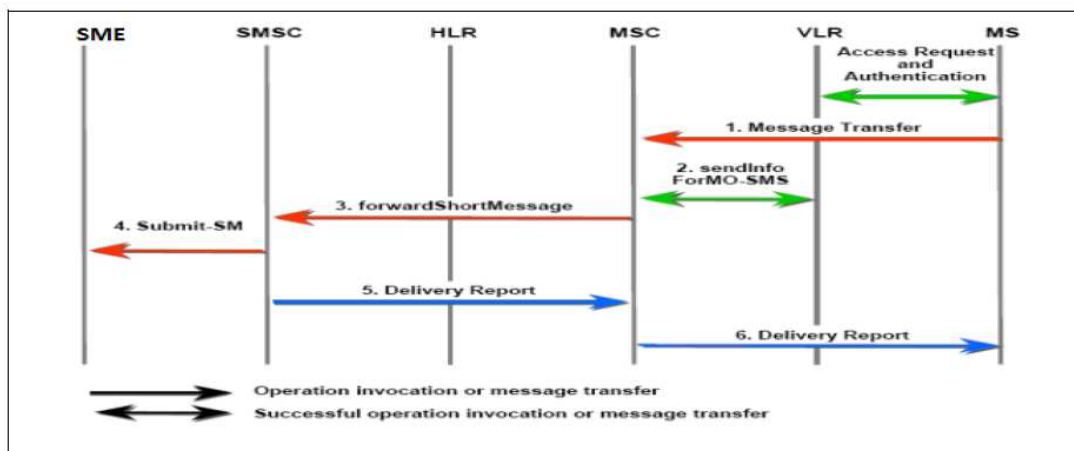 SME SMSC HLR MSC VLR MS
Access Request
and
Authentication
1. Message Transfer
2. sendInfo
ForMO-SMS
3. forwardShortMessage
4. Submit-SM
5. Delivery Report
6. Delivery Report
Operation invocation or message transfer
Successful operation invocation or message transfer